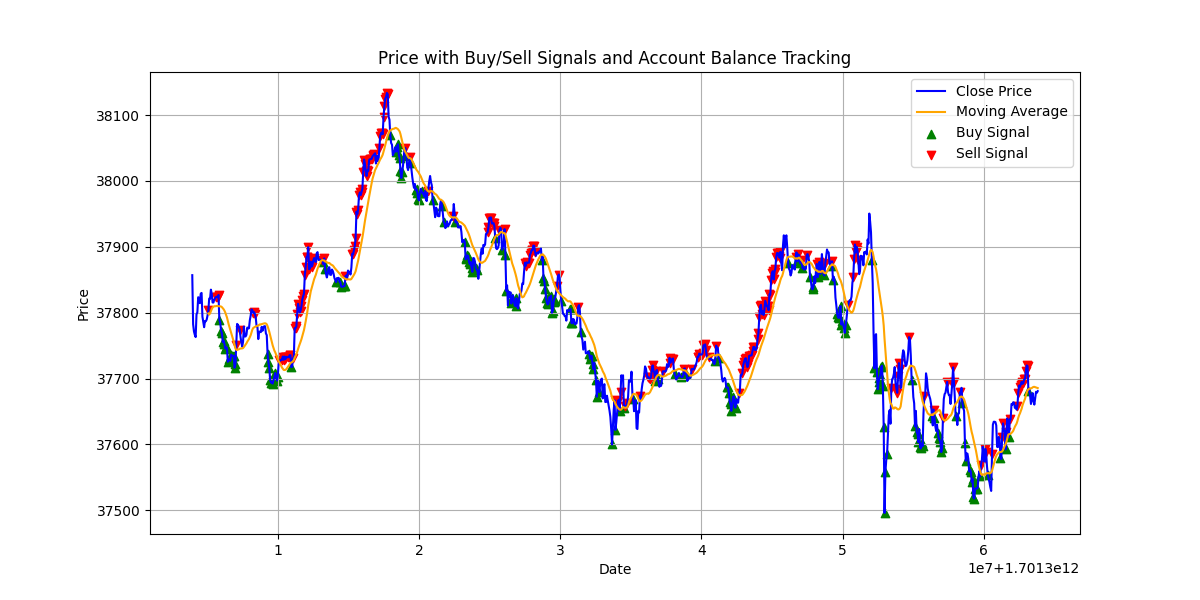 Price with Buy/Sell Signals and Account Balance Tracking
Close Price
Moving Average
Buy Signal
Sell Signal
Price
38100
38000
37900
37800
37700
37600
37500
1 2 3 4 5 6
Date
1e7+1.7013e12